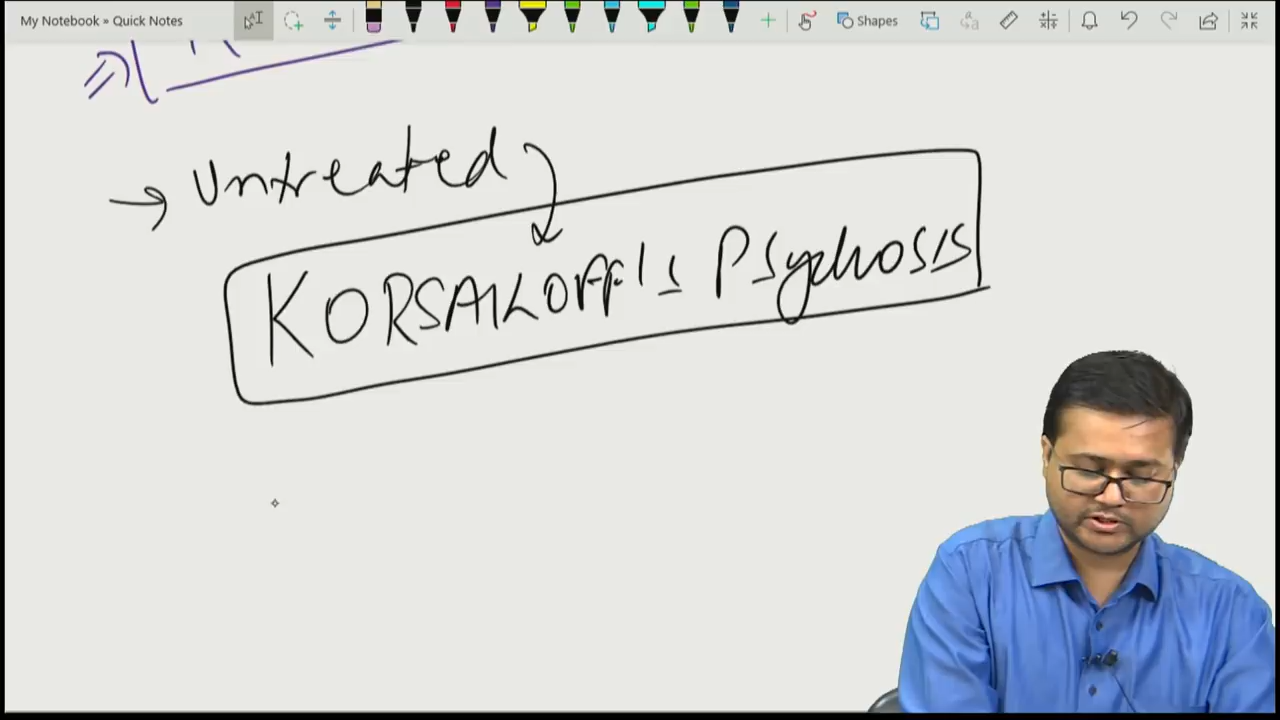 My Notebook » Quick Notes
Shapes
→ Untreated
KORSAKOFF's Psychosis